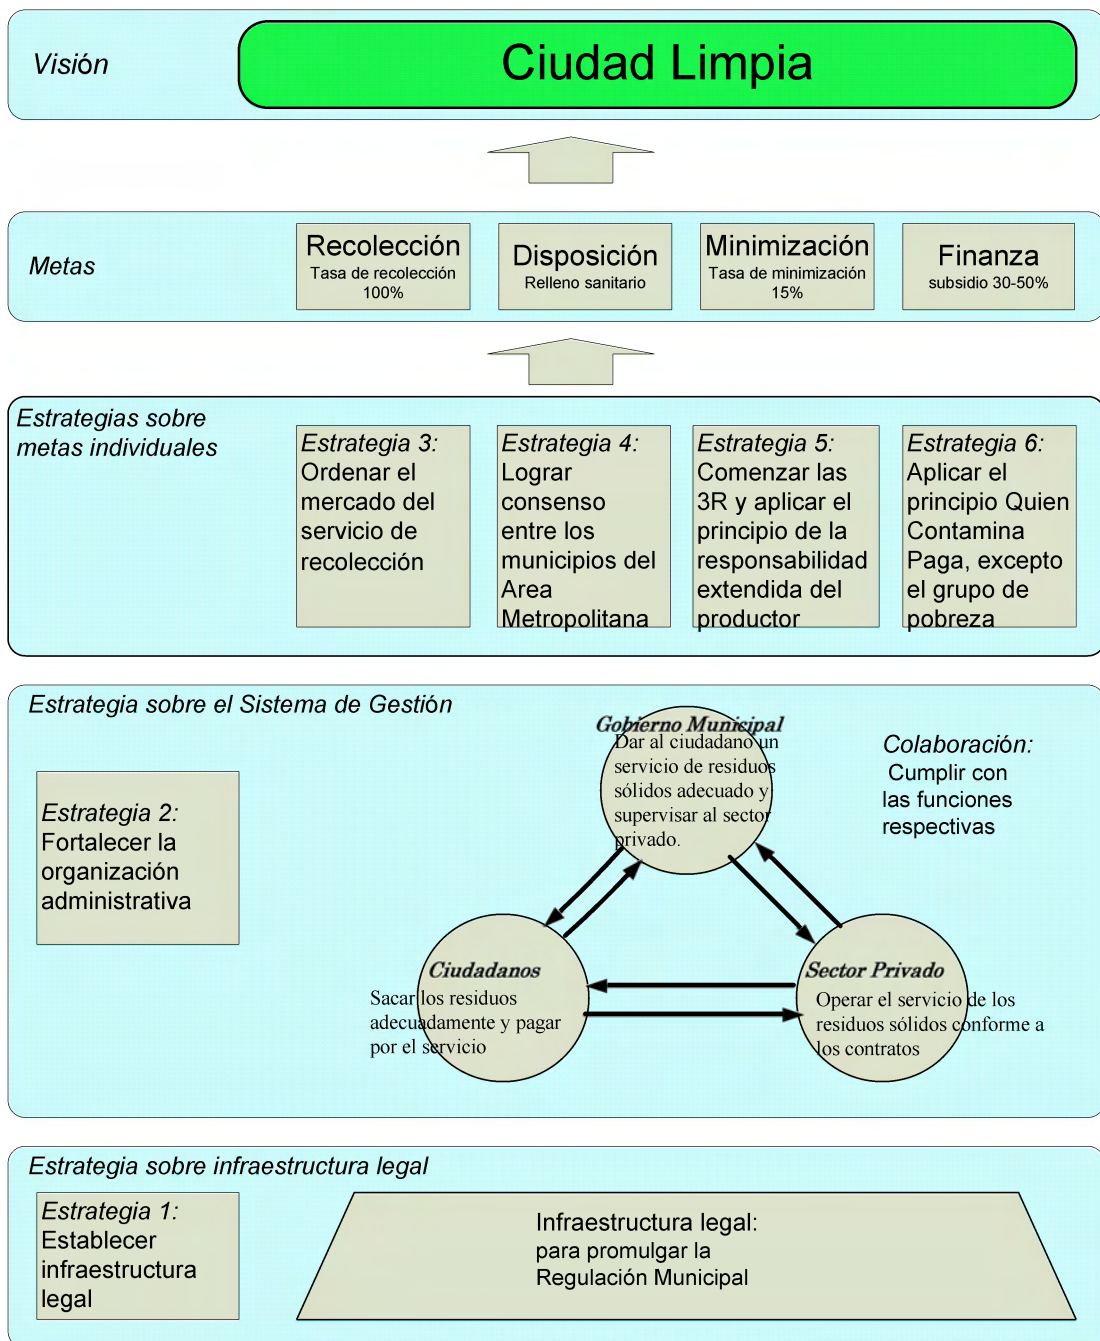 Visión
Ciudad Limpia
Metas
Recolección
Tasa de recolección
100%
Disposición
Relleno sanitario
Minimización
Tasa de minimización
15%
Finanza
subsidio 30-50%
Estrategias sobre
metas individuales
Estrategia 3:
Ordenar el
mercado del
servicio de
recolección
Estrategia 4:
Lograr
consenso
entre los
municipios del
Area
Metropolitana
Estrategia 5:
Comenzar las
3R y aplicar el
principio de la
responsabilidad
extendida del
productor
Estrategia 6:
Aplicar el
principio Quien
Contamina
Paga, excepto
el grupo de
pobreza
Estrategia sobre el Sistema de Gestión
Estrategia 2:
Fortalecer la
organización
administrativa
Gobierno Municipal
Dar al ciudadano un
servicio de residuos
sólidos adecuado y
supervisar al sector
privado.
Colaboración:
Cumplir con
las funciones
respectivas
Ciudadanos
Sacar los residuos
adecuadamente y pagar
por el servicio
Sector Privado
Operar el servicio de los
residuos sólidos conforme a
los contratos
Estrategia sobre infraestructura legal
Estrategia 1:
Establecer
infraestructura
legal
Infraestructura legal:
para promulgar la
Regulación Municipal